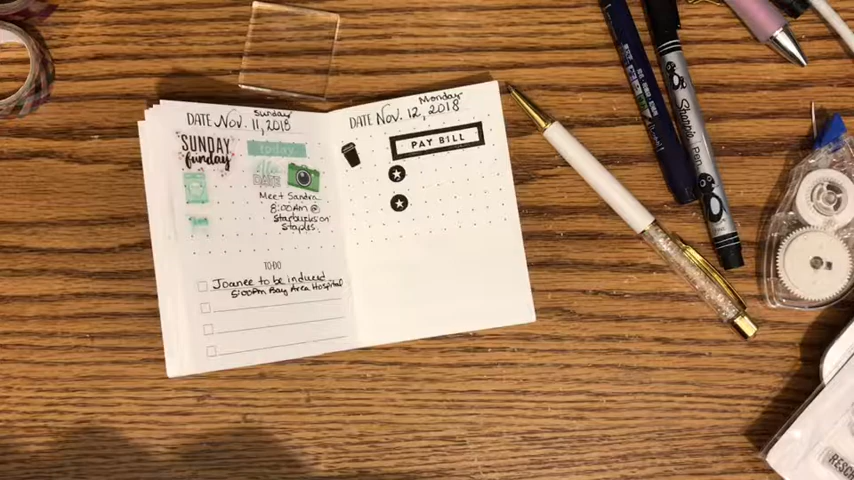 Sunday
DATE Nov. 11, 2018
SUNDAY
funday
today
DATE
Meet Sandra
8:00AM @
Starbucks on
Staples.
TO DO
Joanee to be induced
5:00pm Bay Area Hospital
Monday
DATE Nov. 12, 2018
PAY BILL
Sharpie Pen